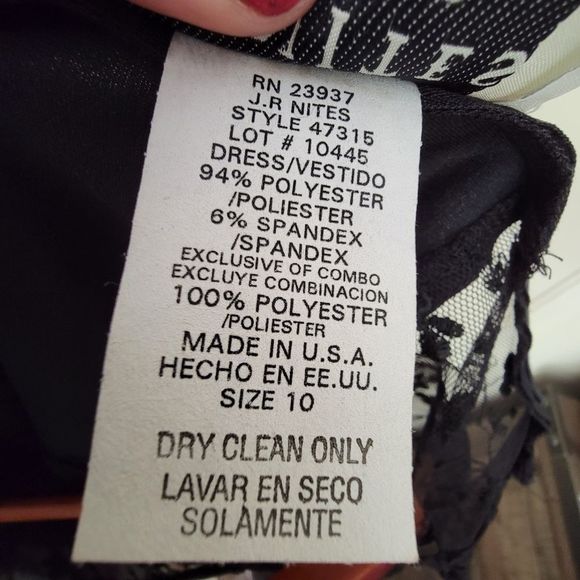 RN 23937
J.R NITES
STYLE 47315
LOT # 10445
DRESS/VESTIDO
94% POLYESTER
/POLIESTER
6% SPANDEX
/SPANDEX
EXCLUSIVE OF COMBO
EXCLUYE COMBINACION
100% POLYESTER
/POLIESTER
MADE IN U.S.A.
HECHO EN EE.UU.
SIZE 10
DRY CLEAN ONLY
LAVAR EN SECO
SOLAMENTE